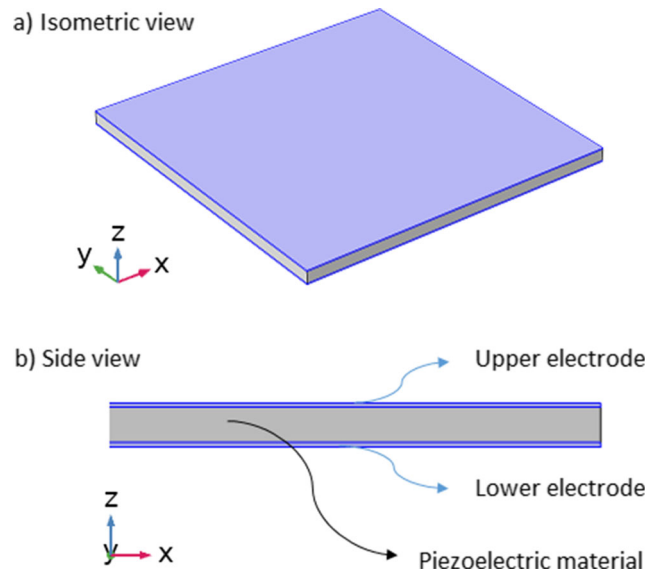 a) Isometric view
z
y
x
b) Side view
Upper electrode
Lower electrode
z
y
x
Piezoelectric material